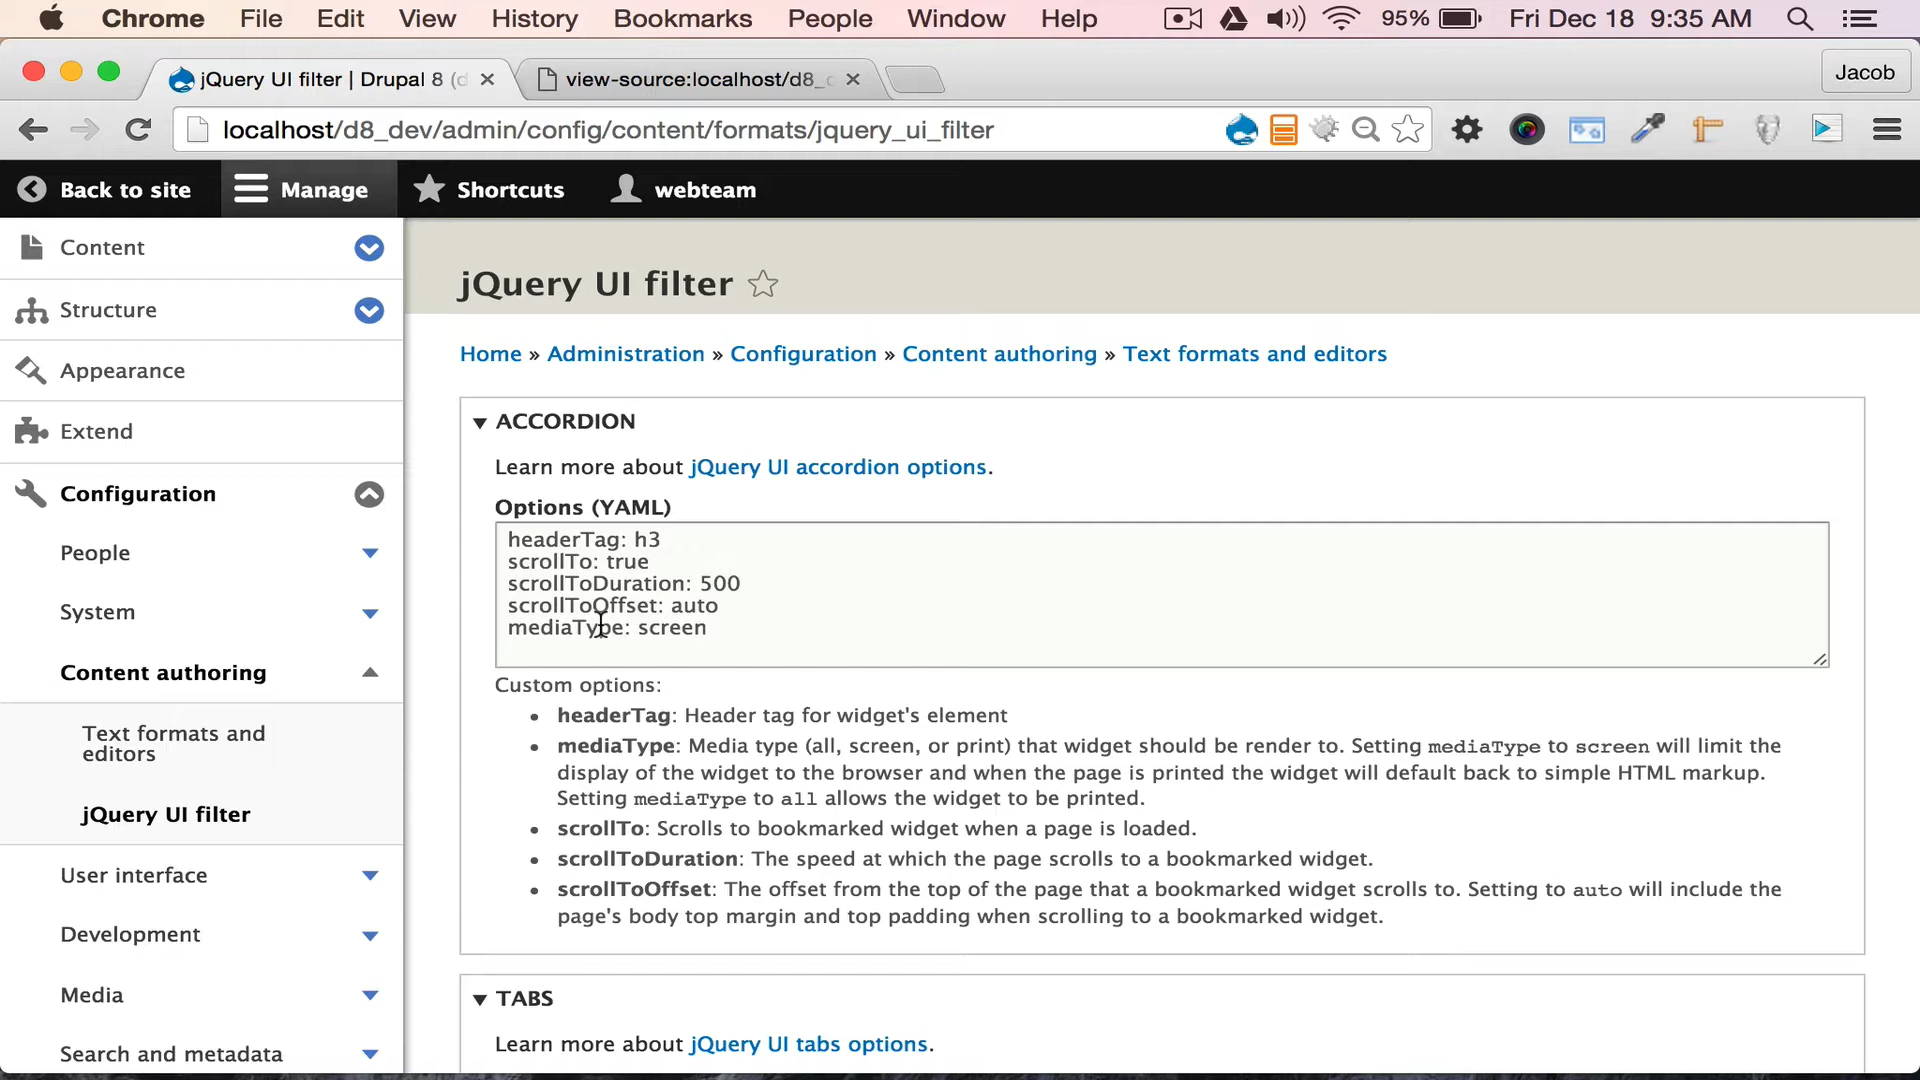 Chrome File Edit View History Bookmarks People Window Help 95% Fri Dec 18 9:35 AM
jQuery UI filter | Drupal 8 (d view-source:localhost/d8_ Jacob
localhost/d8_dev/admin/config/content/formats/jquery_ui_filter
Back to site Manage Shortcuts webteam
Content
Structure
Appearance
Extend
Configuration
People
System
Content authoring
Text formats and
editors
jQuery UI filter
User interface
Development
Media
Search and metadata
jQuery UI filter
Home » Administration » Configuration » Content authoring » Text formats and editors
ACCORDION
Learn more about jQuery UI accordion options.
Options (YAML)
headerTag: h3
scrollTo: true
scrollToDuration: 500
scrollToOffset: auto
mediaType: screen
Custom options:
• headerTag: Header tag for widget's element
• mediaType: Media type (all, screen, or print) that widget should be render to. Setting mediaType to screen will limit the
display of the widget to the browser and when the page is printed the widget will default back to simple HTML markup.
Setting mediaType to all allows the widget to be printed.
• scrollTo: Scrolls to bookmarked widget when a page is loaded.
• scrollToDuration: The speed at which the page scrolls to a bookmarked widget.
• scrollToOffset: The offset from the top of the page that a bookmarked widget scrolls to. Setting to auto will include the
page's body top margin and top padding when scrolling to a bookmarked widget.
TABS
Learn more about jQuery UI tabs options.